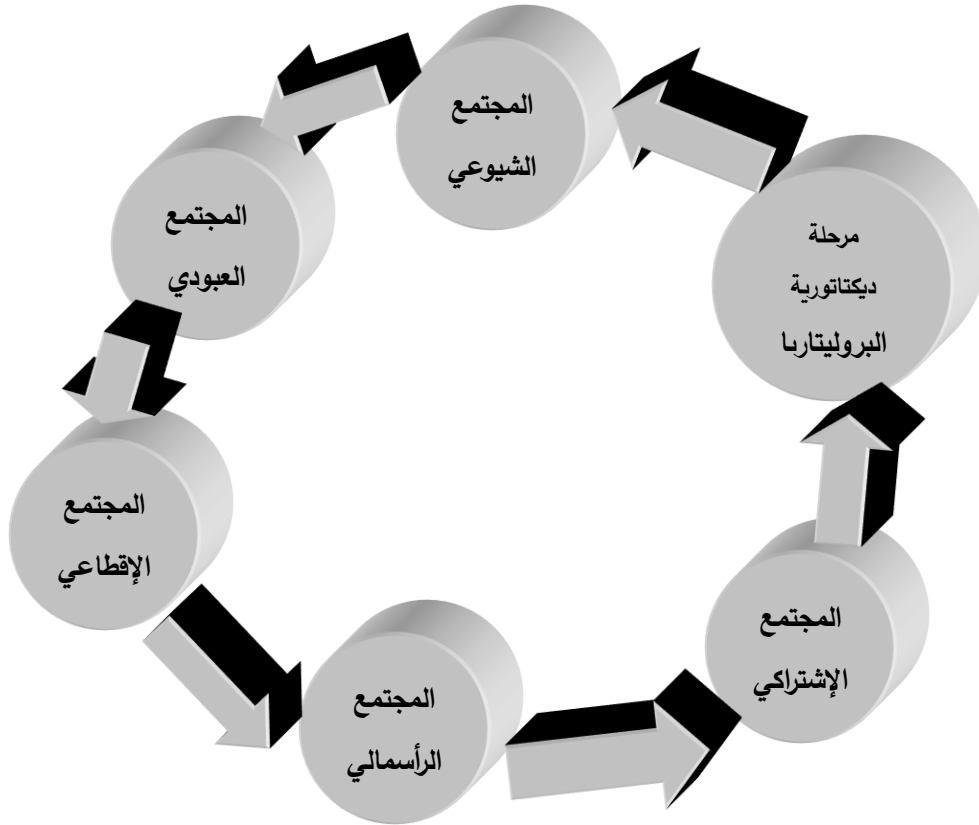 المجتمع
الشيوعي
المجتمع
العبودي
المجتمع
الإقطاعي
المجتمع
الرأسمالي
المجتمع
الإشتراكي
مرحلة
ديكتاتورية
البروليتاريا